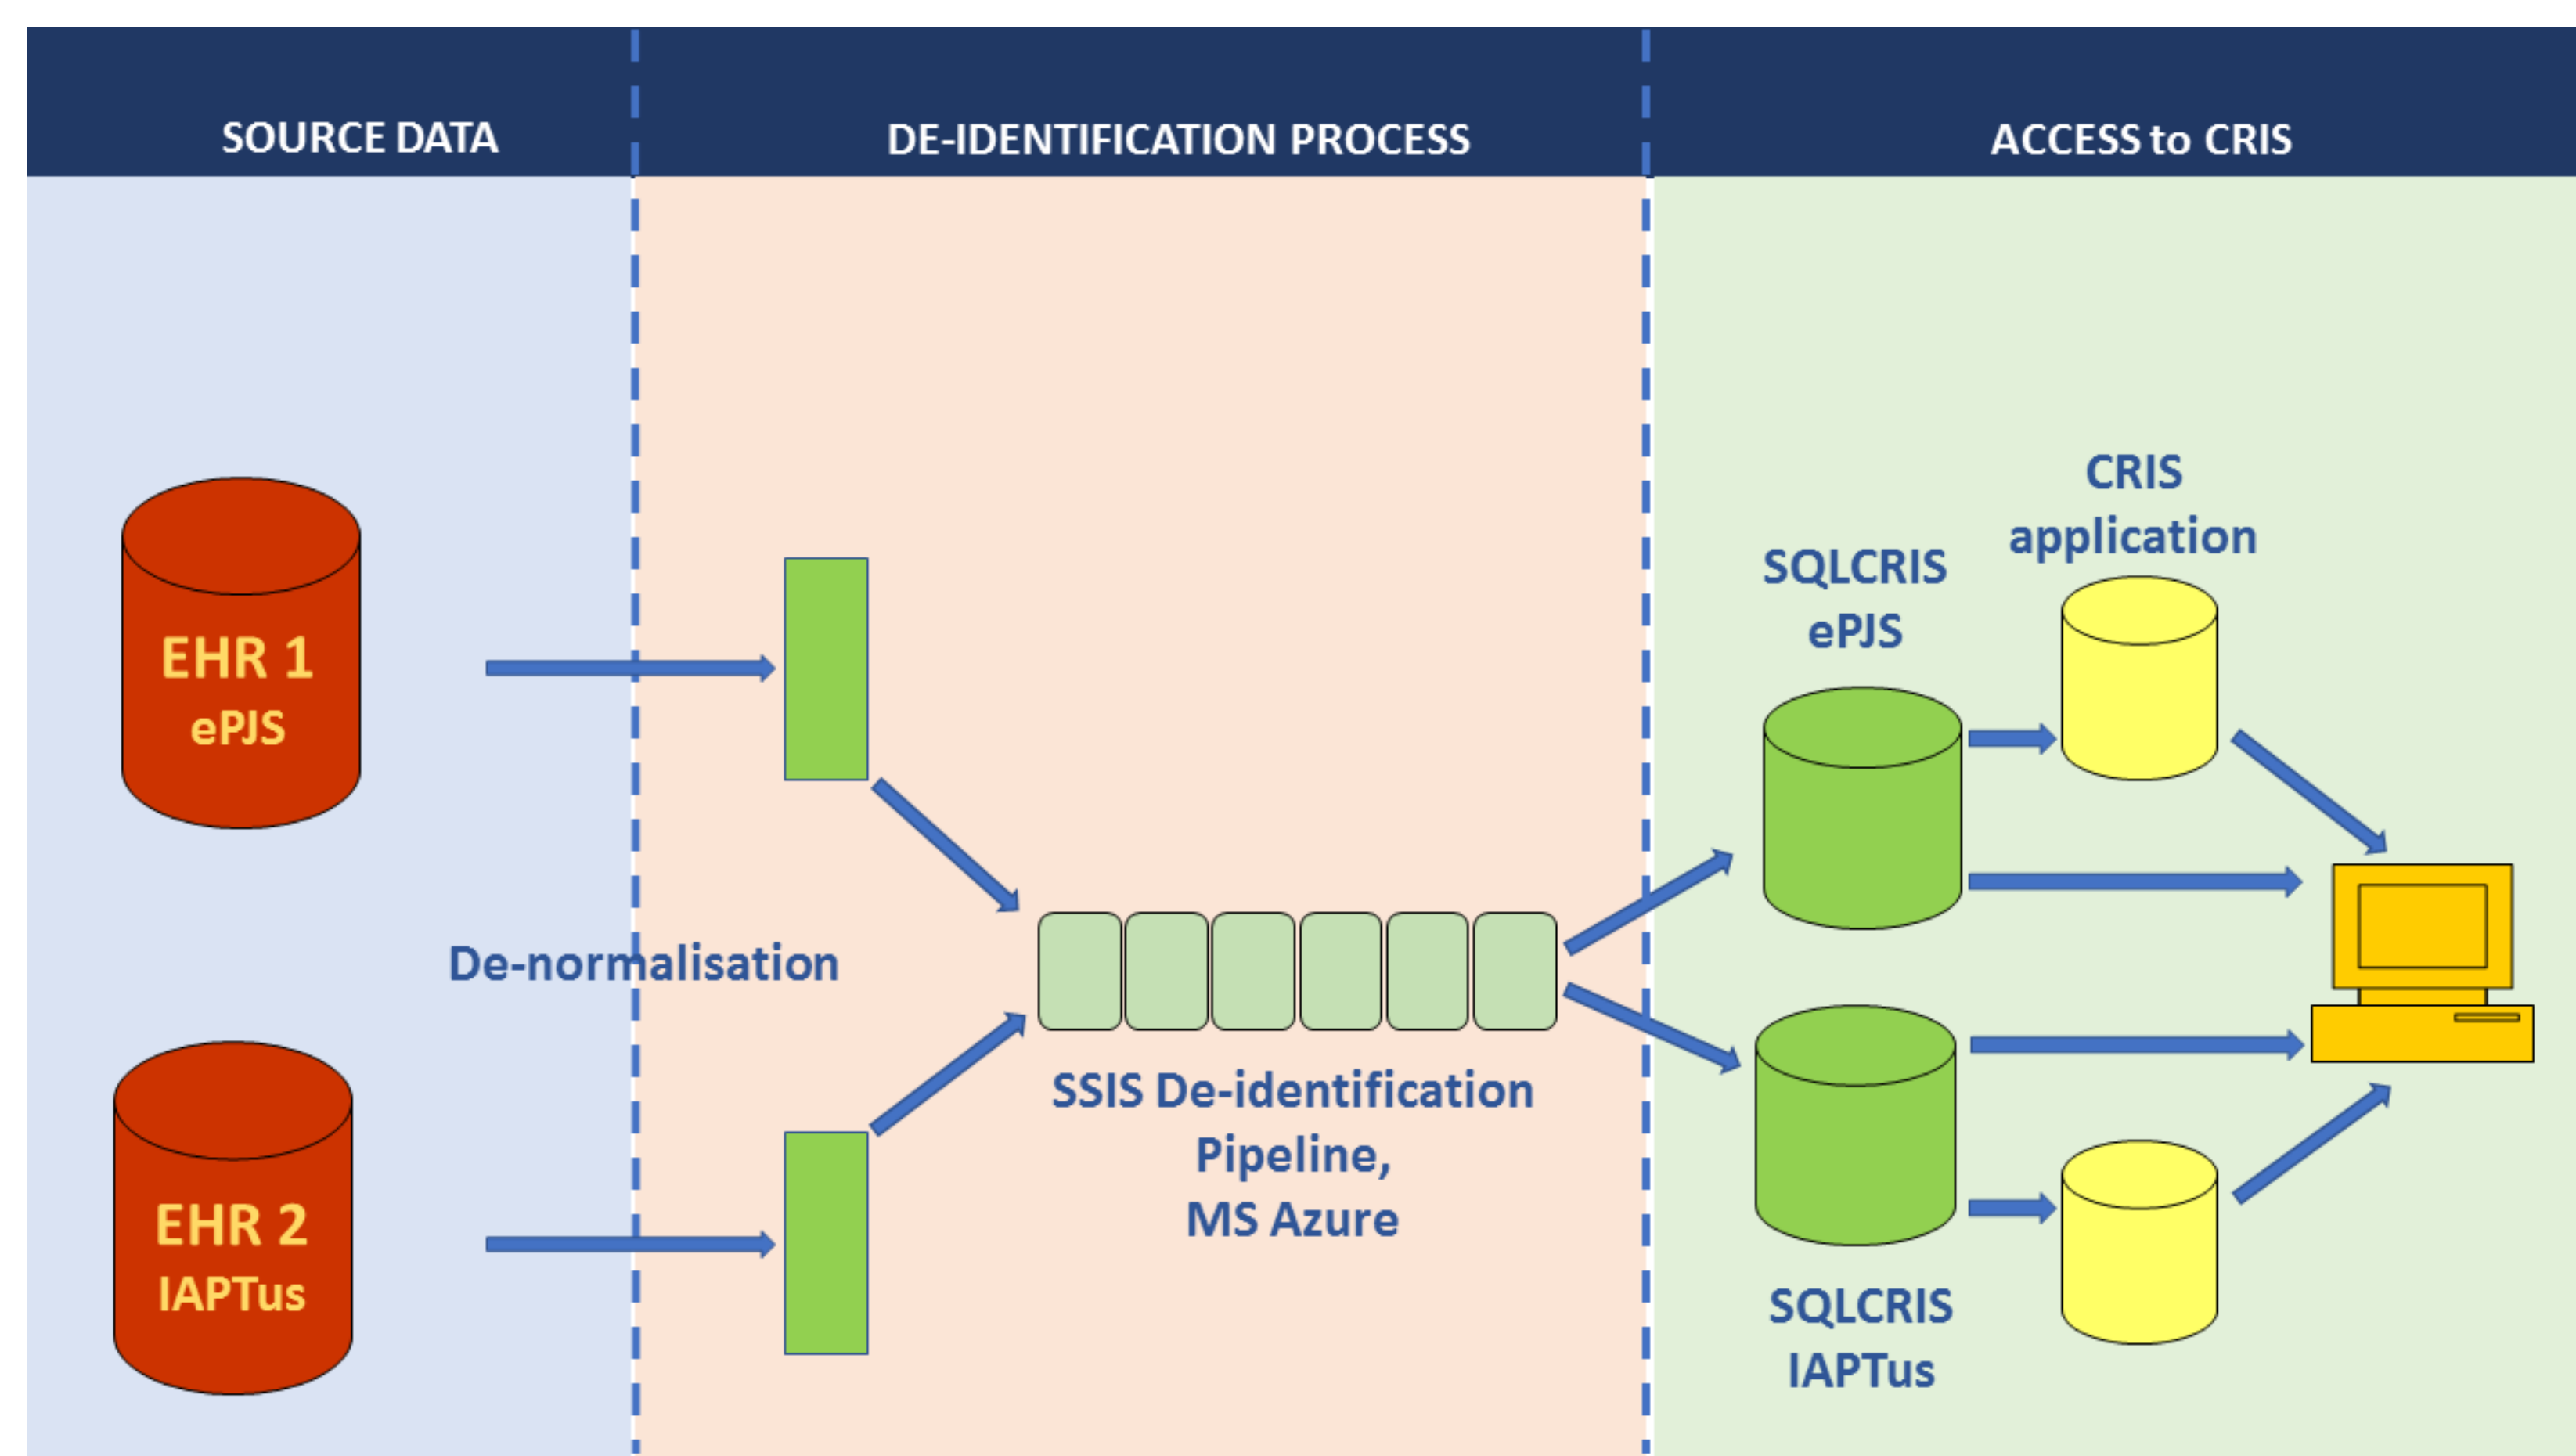 SOURCE DATA
DE-IDENTIFICATION PROCESS
ACCESS to CRIS
EHR 1
ePJS
De-normalisation
EHR 2
IAPTus
SSIS De-identification
Pipeline,
MS Azure
SQLCRIS
ePJS
CRIS
application
SQLCRIS
IAPTus